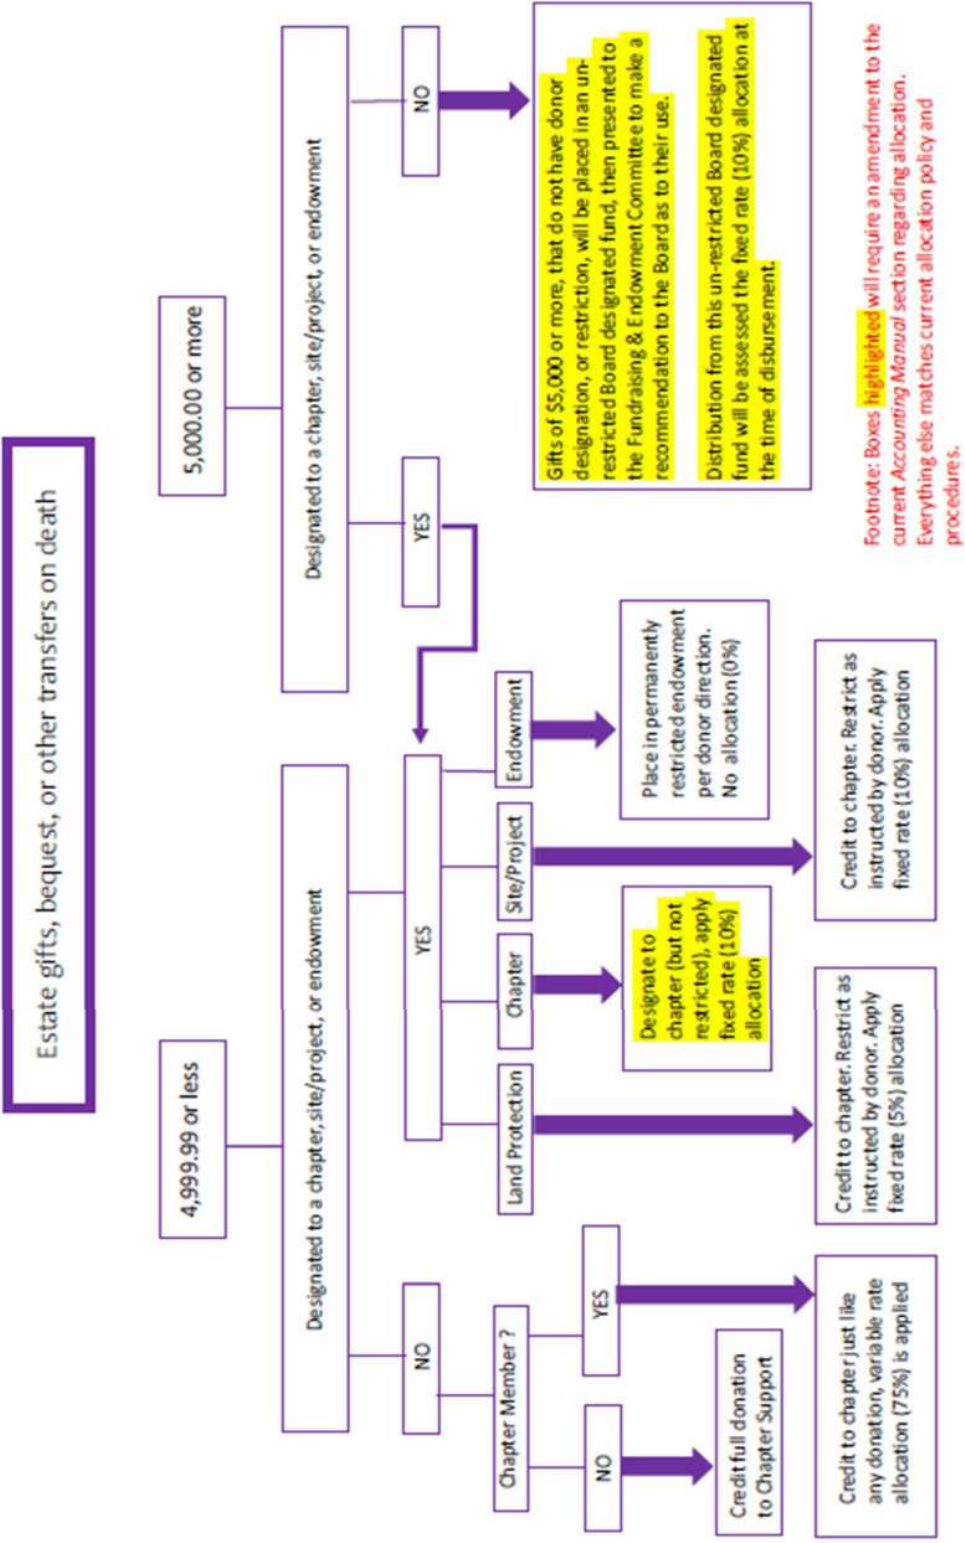 Estate gifts, bequest, or other transfers on death
4,999.99 or less
5,000.00 or more
Designated to a chapter, site/project, or endowment
Designated to a chapter, site/project, or endowment
NO
YES
YES
NO
Chapter Member ?
Land Protection
Chapter
Site/Project
Endowment
NO
YES
Credit full donation
to Chapter Support
Credit to chapter just like
any donation, variable rate
allocation (75%) is applied
Credit to chapter. Restrict as
instructed by donor. Apply
fixed rate (5%) allocation
Designate to
chapter (but not
restricted), apply
fixed rate (10%)
allocation
Credit to chapter. Restrict as
instructed by donor. Apply
fixed rate (10%) allocation
Place in permanently
restricted endowment
per donor direction.
No allocation (0%)
Gifts of $5,000 or more, that do not have donor
designation, or restriction, will be placed in an un-
restricted Board designated fund, then presented to
the Fundraising & Endowment Committee to make a
recommendation to the Board as to their use.
Distribution from this un-restricted Board designated
fund will be assessed the fixed rate (10%) allocation at
the time of disbursement.
Footnote: Boxes highlighted will require an amendment to the
current Accounting Manual section regarding allocation.
Everything else matches current allocation policy and
procedures.